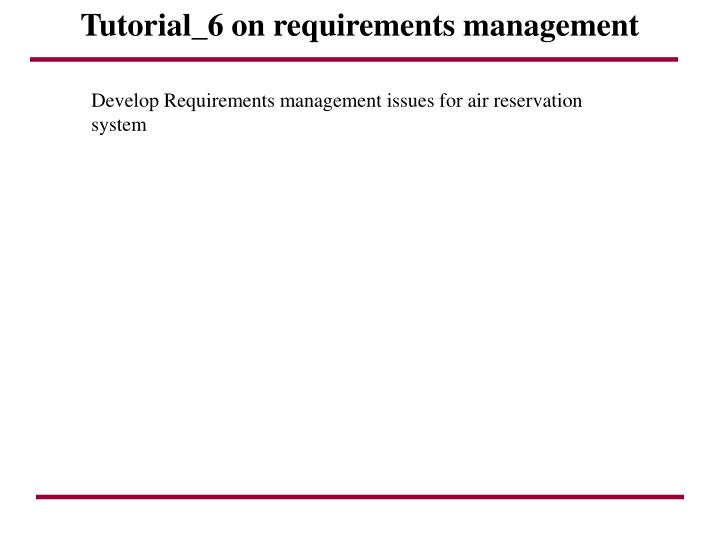 Tutorial_6 on requirements management
Develop Requirements management issues for air reservation
system